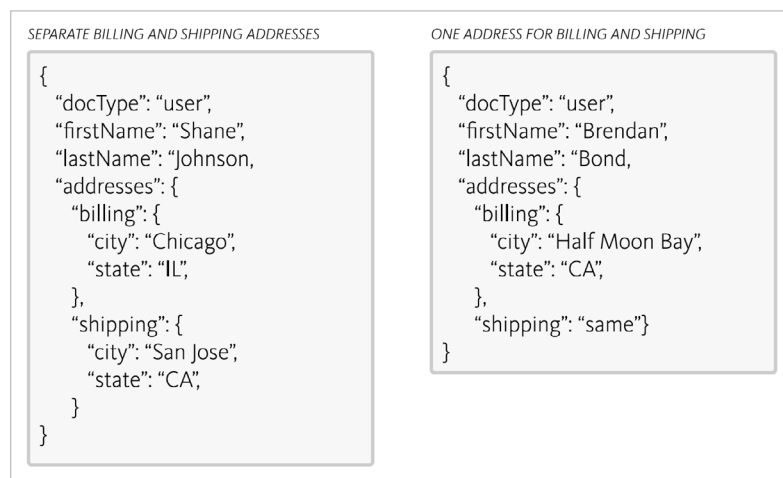 SEPARATE BILLING AND SHIPPING ADDRESSES
{
“docType”: “user”,
“firstName”: “Shane”,
“lastName”: “Johnson,
“addresses”: {
“billing”: {
“city”: “Chicago”,
“state”: “IL”,
},
“shipping”: {
“city”: “San Jose”,
“state”: “CA”,
}
}
ONE ADDRESS FOR BILLING AND SHIPPING
{
“docType”: “user”,
“firstName”: “Brendan”,
“lastName”: “Bond,
“addresses”: {
“billing”: {
“city”: “Half Moon Bay”,
“state”: “CA”,
},
“shipping”: “same”}
}